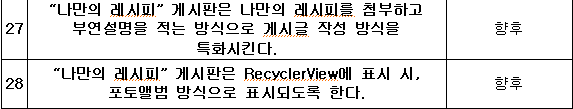 27 “나만의 레시피” 게시판은 나만의 레시피를 첨부하고
부연설명을 적는 방식으로 게시글 작성 방식을
특화시킨다. 향후
28 “나만의 레시피” 게시판은 RecyclerView에 표시 시,
포토앨범 방식으로 표시되도록 한다. 향후